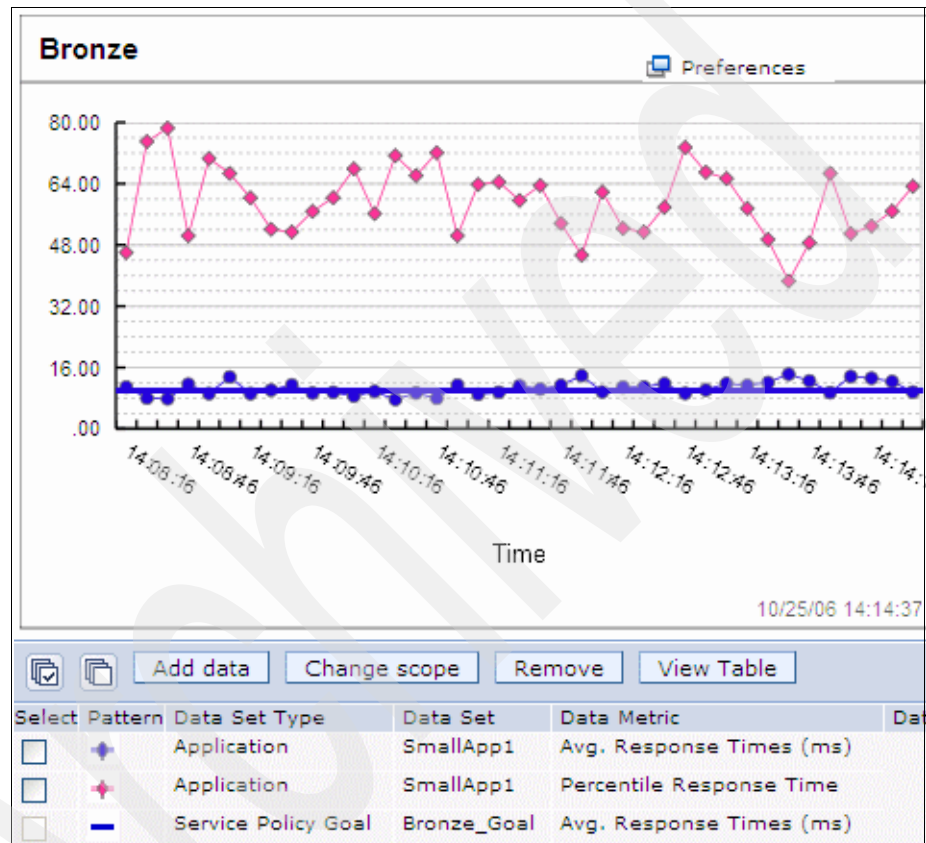 Bronze
Preferences
80.00
64.00
48.00
32.00
16.00
.00
14:08:16 14:08:46 14:09:16 14:09:46 14:10:16 14:10:46 14:11:16 14:11:46 14:12:16 14:12:46 14:13:16 14:13:46 14:14:
Time
10/25/06 14:14:37
Add data Change scope Remove View Table
Select Pattern Data Set Type Data Set Data Metric Dat
Application SmallApp1 Avg. Response Times (ms)
Application SmallApp1 Percentile Response Time
Service Policy Goal Bronze_Goal Avg. Response Times (ms)